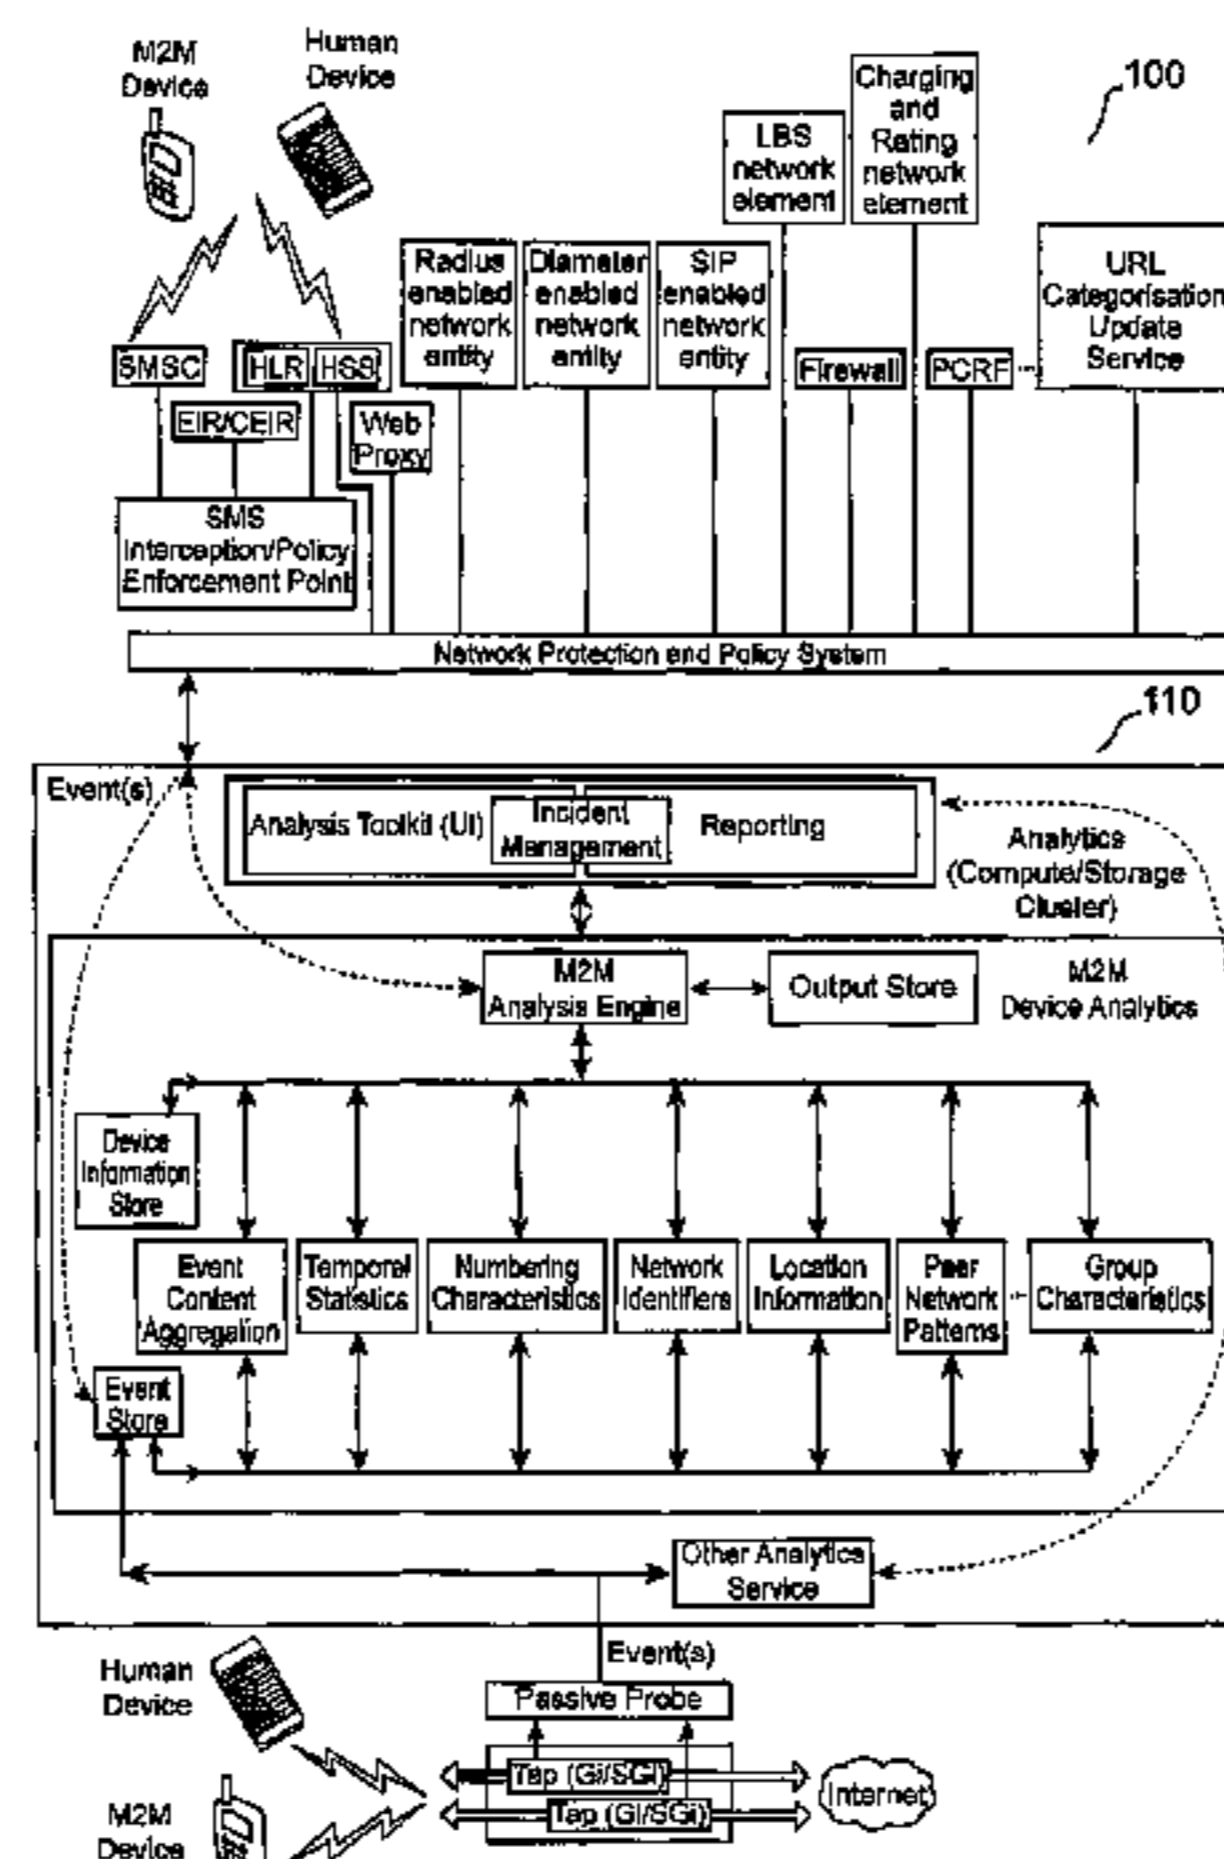 M2M
Device
Human
Device
100
LBS
network
element
Charging
and
Rating
network
element
Radius
enabled
network
entity
Diameter
enabled
network
entity
SIP
enabled
network
entity
URL
Categorisation
Update
Service
SMSC
HLR
HSS
Firewall
PCRF
EIR/CEIR
Web
Proxy
SMS
Interception/Policy
Enforcement Point
Network Protection and Policy System
110
Event(s)
Analysis Toolkit (UI)
Incident
Management
Reporting
Analytics
(Compute/Storage
Cluster)
M2M
Analysis Engine
Output Store
M2M
Device Analytics
Device
Information
Store
Event
Content
Aggregation
Temporal
Statistics
Numbering
Characteristics
Network
Identifiers
Location
Information
Peer
Network
Patterns
Group
Characteristics
Event
Store
Other Analytics
Service
Event(s)
Human
Device
Passive Probe
Tap (Gi/SGi)
Tap (Gi/SGi)
Internet
M2M
Device